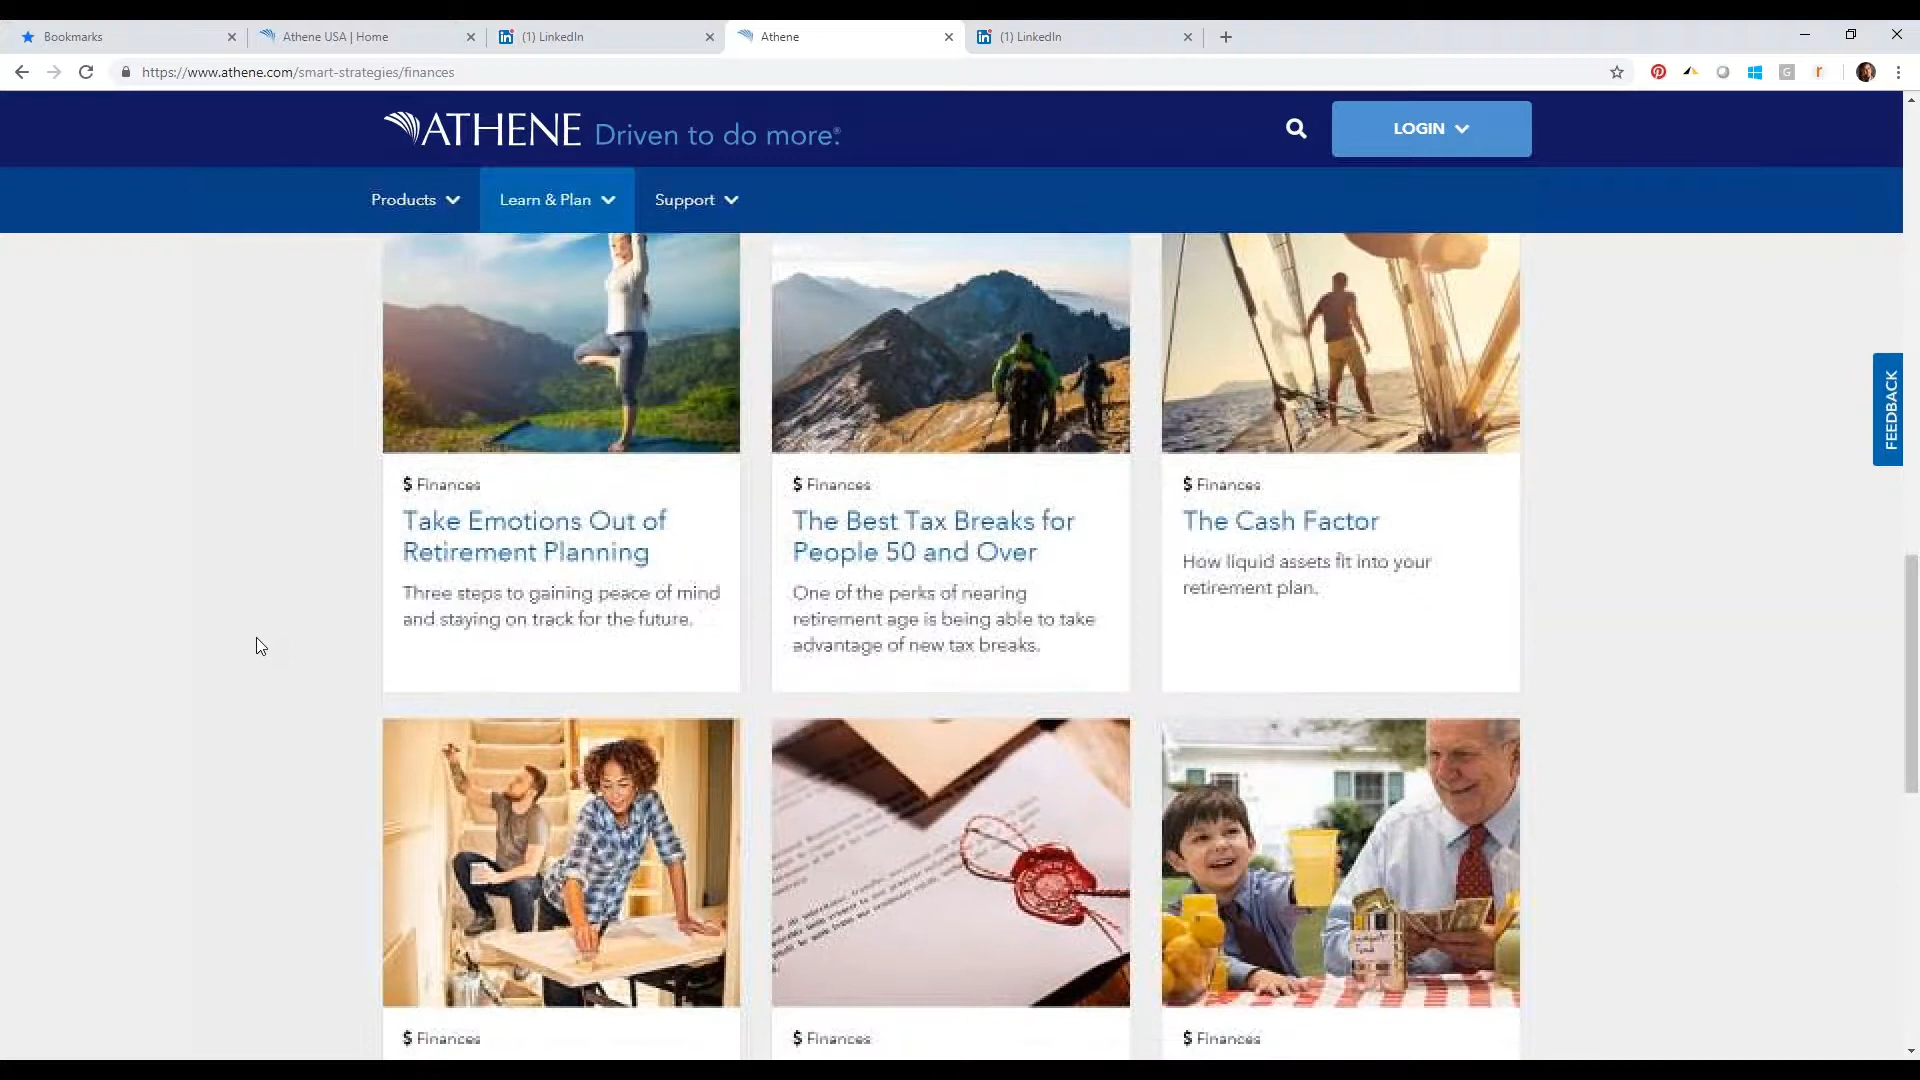 Bookmarks
Athene USA | Home
(1) LinkedIn
Athene
(1) LinkedIn
https://www.athene.com/smart-strategies/finances
ATHENE Driven to do more.®
LOGIN
Products
Learn & Plan
Support
FEEDBACK
$ Finances
Take Emotions Out of
Retirement Planning
Three steps to gaining peace of mind
and staying on track for the future.
$ Finances
The Best Tax Breaks for
People 50 and Over
One of the perks of nearing
retirement age is being able to take
advantage of new tax breaks.
$ Finances
The Cash Factor
How liquid assets fit into your
retirement plan.
$ Finances
$ Finances
$ Finances